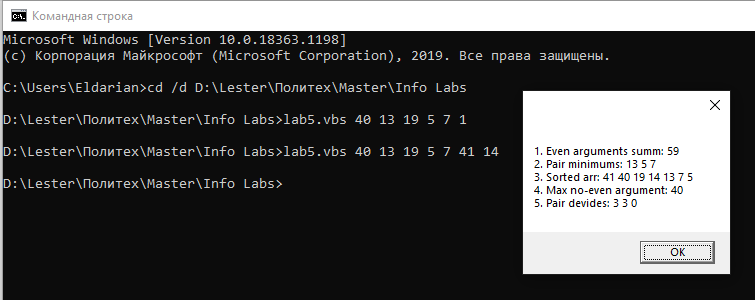 Командная строка
Microsoft Windows [Version 10.0.18363.1198]
(c) Корпорация Майкрософт (Microsoft Corporation), 2019. Все права защищены.
C:\Users\Eldarian>cd /d D:\Lester\Политех\Master\Info Labs
D:\Lester\Политех\Master\Info Labs>lab5.vbs 40 13 19 5 7 1
D:\Lester\Политех\Master\Info Labs>lab5.vbs 40 13 19 5 7 41 14
D:\Lester\Политех\Master\Info Labs>
1. Even arguments summ: 59
2. Pair minimums: 13 5 7
3. Sorted arr: 41 40 19 14 13 7 5
4. Max no-even argument: 40
5. Pair devides: 3 3 0
OK